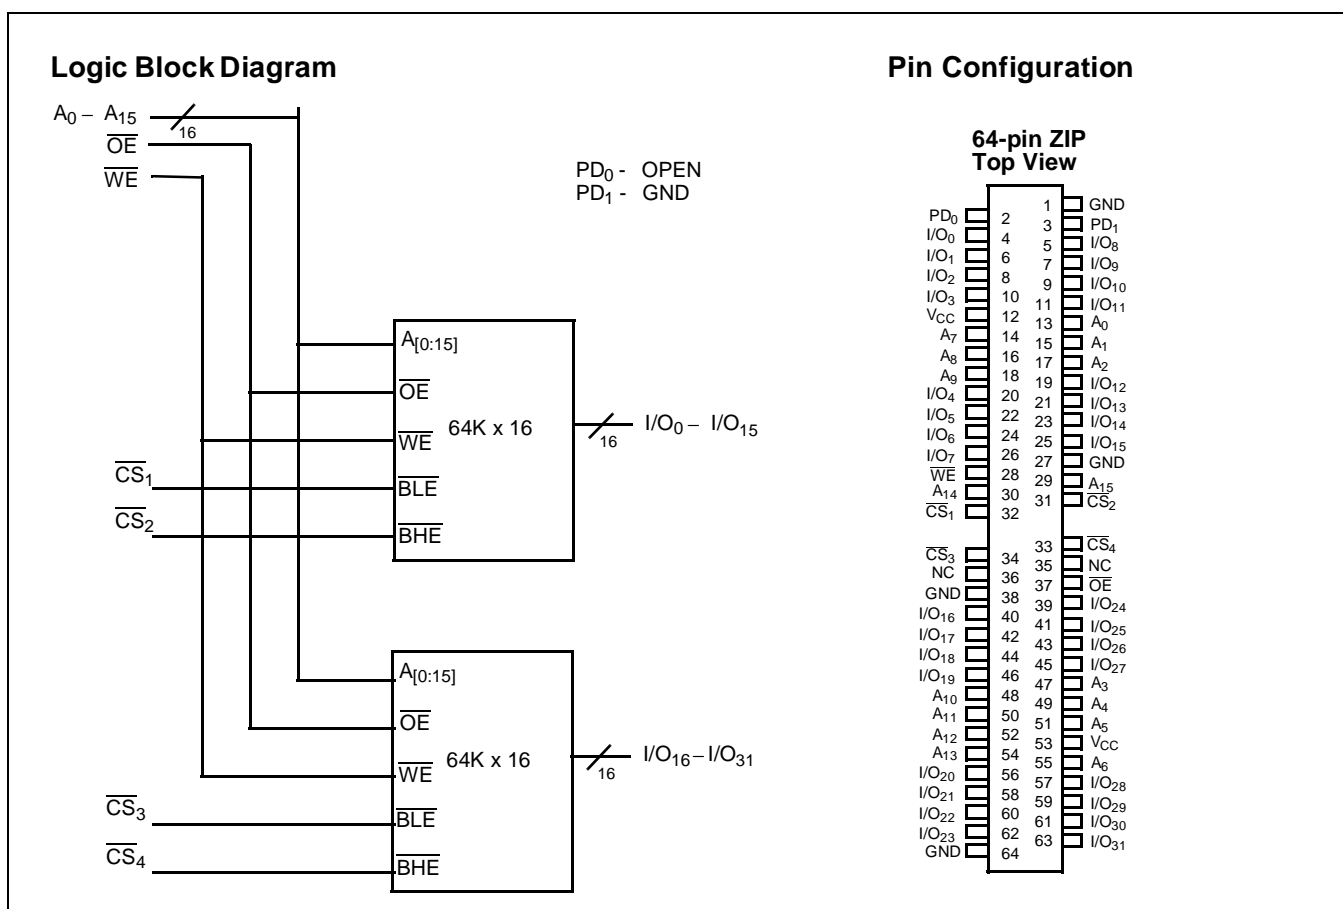 Logic Block Diagram
A0 – A15
16
OE
WE
PD0 - OPEN
PD1 - GND
A[0:15]
OE
64K x 16
WE
BLE
BHE
16
I/O0 – I/O15
CS1
CS2
A[0:15]
OE
64K x 16
WE
BLE
BHE
16
I/O16 – I/O31
CS3
CS4
Pin Configuration
64-pin ZIP
Top View
1 GND
PD0 2
3 PD1
I/O0 4
5 I/O8
I/O1 6
7 I/O9
I/O2 8
9 I/O10
I/O3 10
11 I/O11
VCC 12
13 A0
A7 14
15 A1
A8 16
17 A2
A9 18
19 I/O12
I/O4 20
21 I/O13
I/O5 22
23 I/O14
I/O6 24
25 I/O15
I/O7 26
27 GND
WE 28
29 A15
A14 30
31 CS2
CS1 32
33 CS4
CS3 34
35 NC
NC 36
37 OE
GND 38
39 I/O24
I/O16 40
41 I/O25
I/O17 42
43 I/O26
I/O18 44
45 I/O27
I/O19 46
47 A3
A10 48
49 A4
A11 50
51 A5
A12 52
53 VCC
A13 54
55 A6
I/O20 56
57 I/O28
I/O21 58
59 I/O29
I/O22 60
61 I/O30
I/O23 62
63 I/O31
GND 64